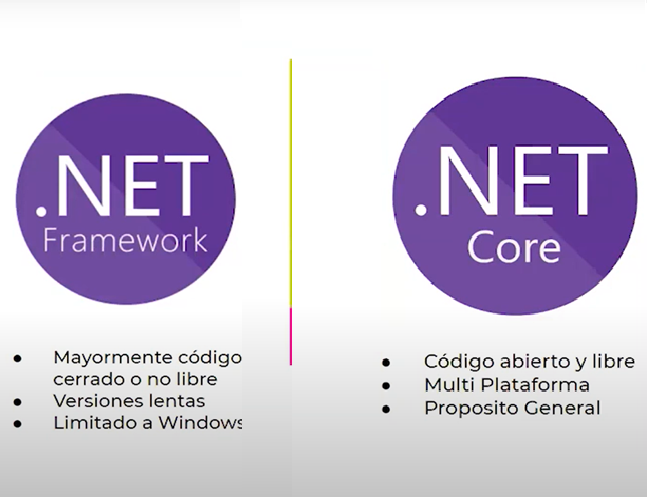 .NET
Framework
Mayormente código
cerrado o no libre
Versiones lentas
Limitado a Windows
.NET
Core
Código abierto y libre
Multi Plataforma
Proposito General